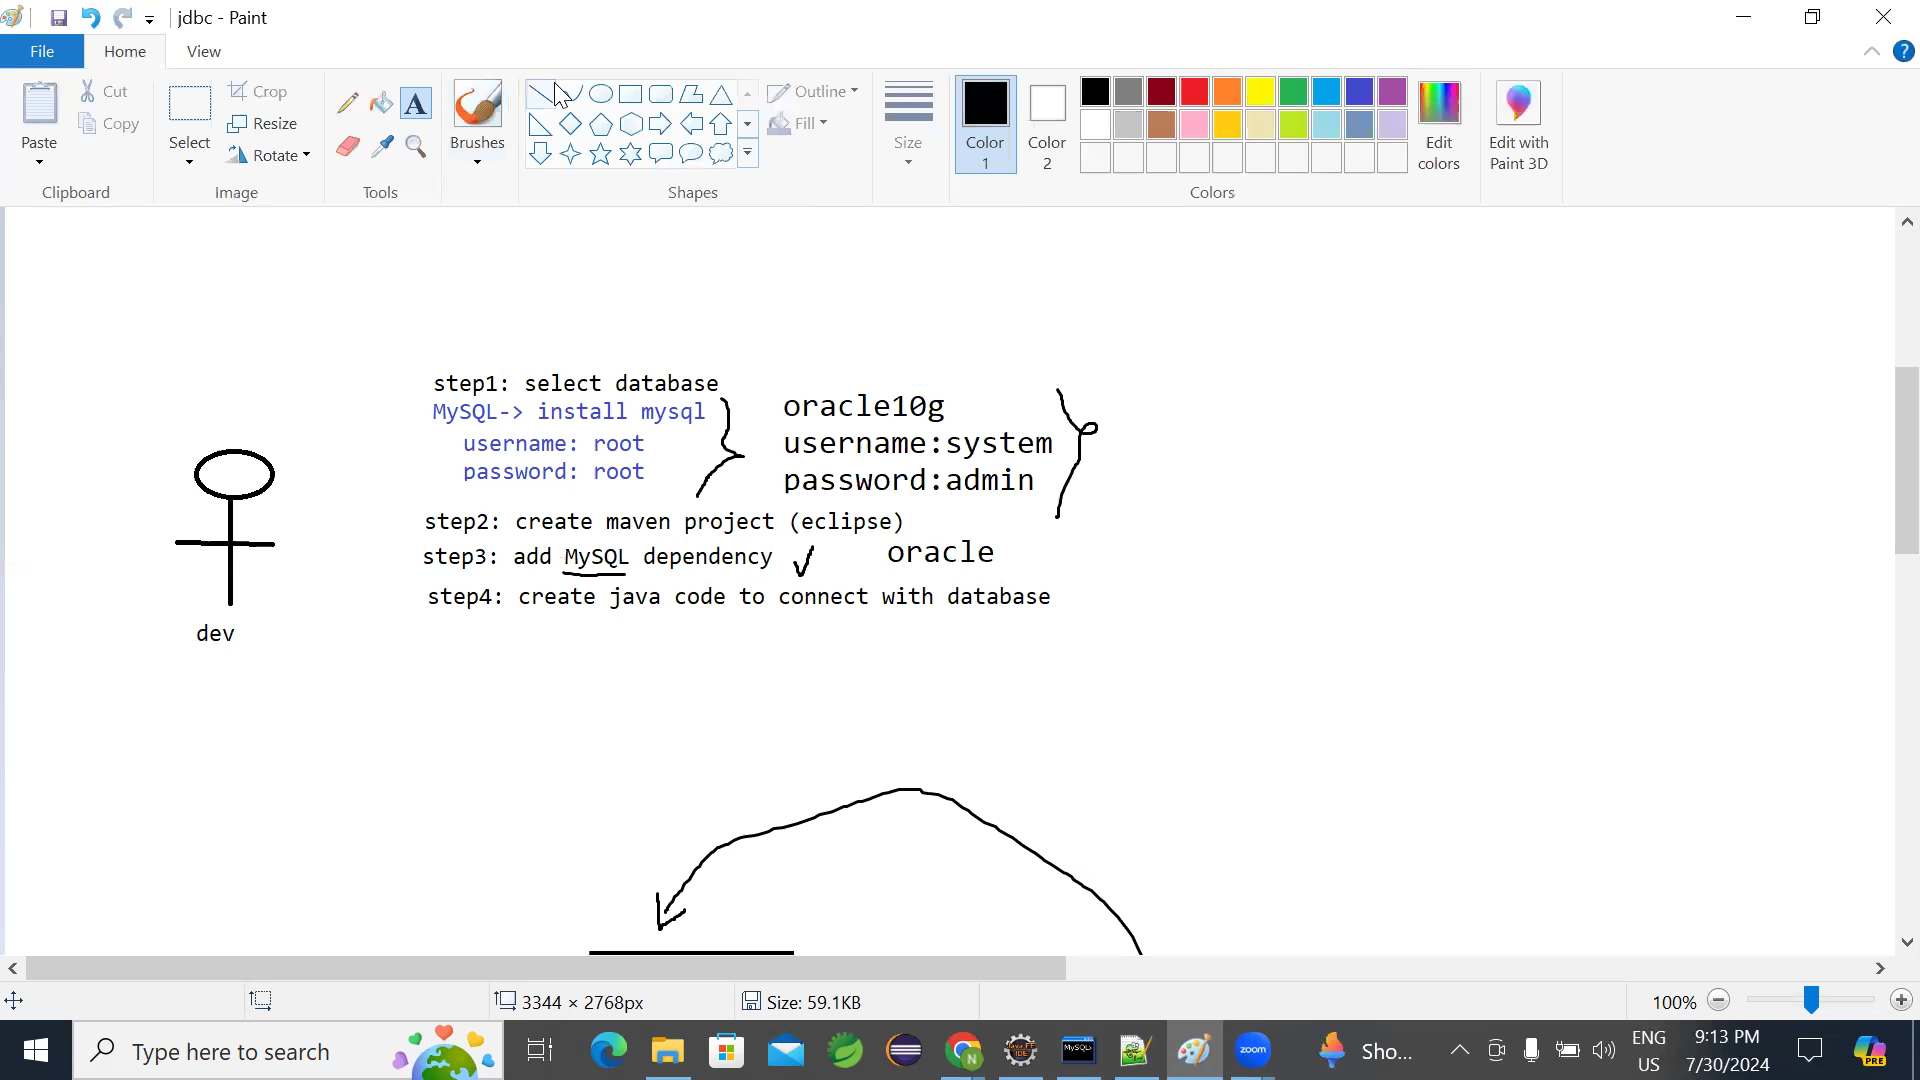 jdbc - Paint
File
Home
View
Paste
Cut
Copy
Clipboard
Select
Crop
Resize
Rotate
Image
A
Tools
Brushes
Outline
Fill
Shapes
Size
Color 1
Color 2
Edit colors
Colors
Edit with Paint 3D
step1: select database
MySQL-> install mysql
username: root
password: root
oracle10g
username:system
password:admin
step2: create maven project (eclipse)
step3: add MySQL dependency
oracle
step4: create java code to connect with database
dev
3344 × 2768px
Size: 59.1KB
100%
Type here to search
MySQL
zoom
Sho...
ENG
US
9:13 PM
7/30/2024
PRE